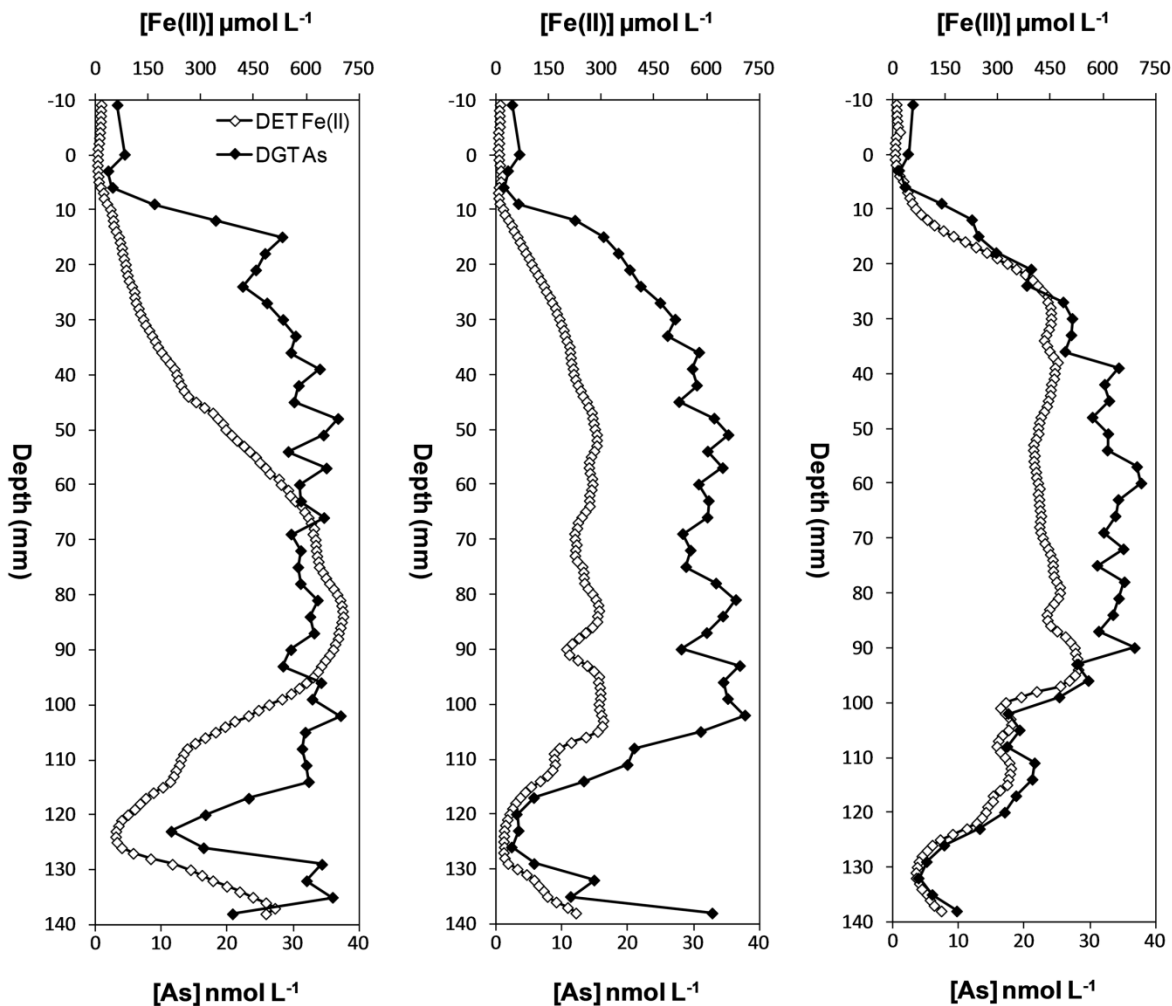 [Fe(II)] µmol L⁻¹
0 150 300 450 600 750
-10
0
10
20
30
40
50
60
70
80
90
100
110
120
130
140
Depth (mm)
DET Fe(II)
DGT As
0 10 20 30 40
[As] nmol L⁻¹
[Fe(II)] µmol L⁻¹
0 150 300 450 600 750
-10
0
10
20
30
40
50
60
70
80
90
100
110
120
130
140
Depth (mm)
0 10 20 30 40
[As] nmol L⁻¹
[Fe(II)] µmol L⁻¹
0 150 300 450 600 750
-10
0
10
20
30
40
50
60
70
80
90
100
110
120
130
140
Depth (mm)
0 10 20 30 40
[As] nmol L⁻¹